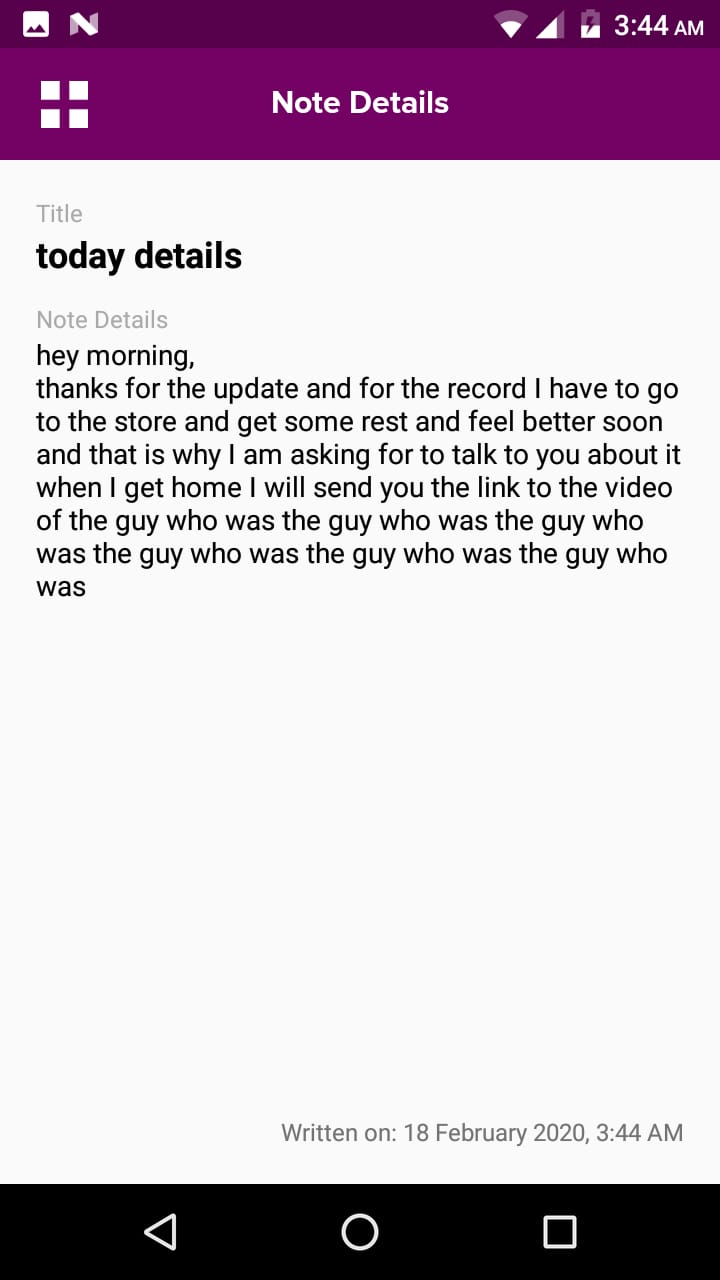 3:44 AM
Note Details
Title
today details
Note Details
hey morning,
thanks for the update and for the record I have to go
to the store and get some rest and feel better soon
and that is why I am asking for to talk to you about it
when I get home I will send you the link to the video
of the guy who was the guy who was the guy who
was the guy who was the guy who was the guy who
was
Written on: 18 February 2020, 3:44 AM